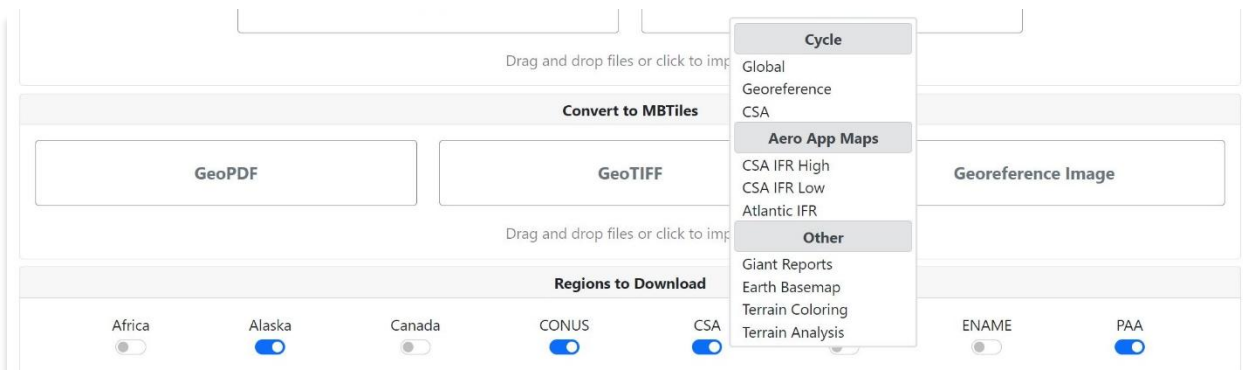 Drag and drop files or click to imp
Convert to MBTiles
GeoPDF
GeoTIFF
Georeference Image
Drag and drop files or click to imp
Regions to Download
Africa
Alaska
Canada
CONUS
CSA
ENAME
PAA
Cycle
Global
Georeference
CSA
Aero App Maps
CSA IFR High
CSA IFR Low
Atlantic IFR
Other
Giant Reports
Earth Basemap
Terrain Coloring
Terrain Analysis